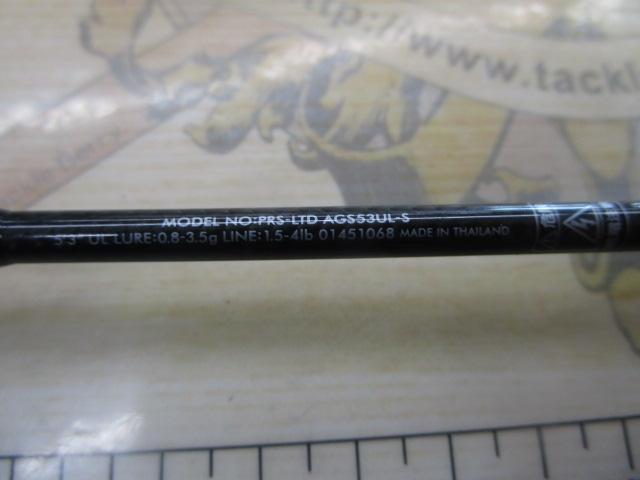 http://www.tackl
MODEL NO:PRS-LTD AGS53UL-S
5'3" UL LURE:0.8-3.5g LINE:1.5-4lb 01451068 MADE IN THAILAND
Berry